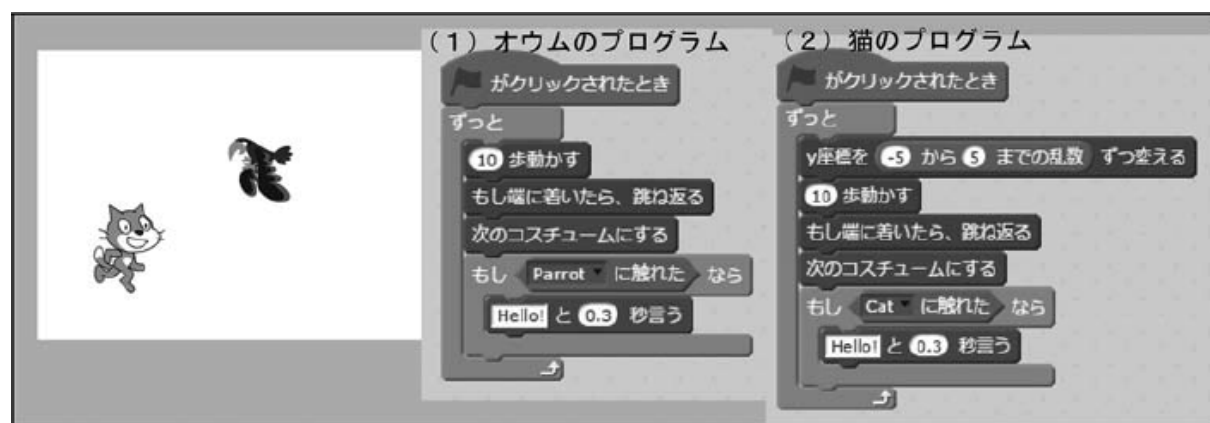 （1）オウムのプログラム
がクリックされたとき
ずっと
10 歩動かす
もし端に着いたら、跳ね返る
次のコスチュームにする
もし Parrot に触れた なら
Hello! と 0.3 秒言う
（2）猫のプログラム
がクリックされたとき
ずっと
y座標を -5 から 5 までの乱数 ずつ変える
10 歩動かす
もし端に着いたら、跳ね返る
次のコスチュームにする
もし Cat に触れた なら
Hello! と 0.3 秒言う